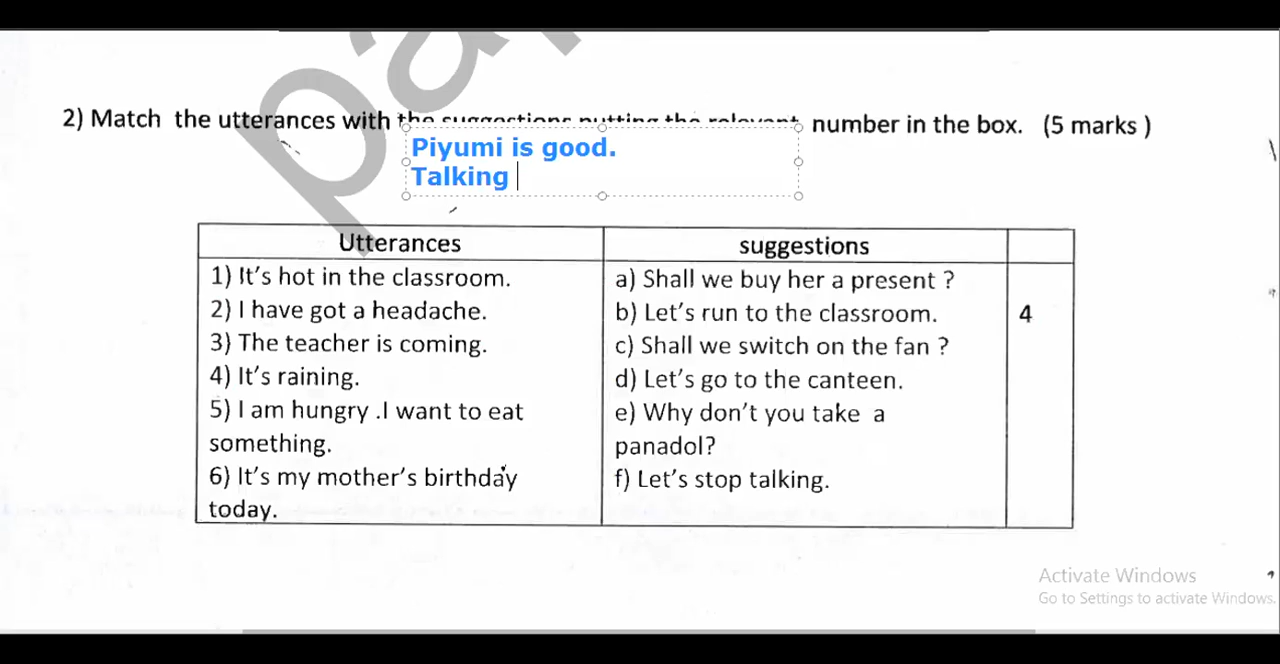 2) Match the utterances with the suggestions putting the relevant number in the box. (5 marks )
Piyumi is good.
Talking
Utterances
suggestions
1) It's hot in the classroom.
a) Shall we buy her a present ?
2) I have got a headache.
b) Let's run to the classroom.
4
3) The teacher is coming.
c) Shall we switch on the fan ?
4) It's raining.
d) Let's go to the canteen.
5) I am hungry .I want to eat
e) Why don't you take a
something.
panadol?
6) It's my mother's birthday
f) Let's stop talking.
today.
Activate Windows
Go to Settings to activate Windows.